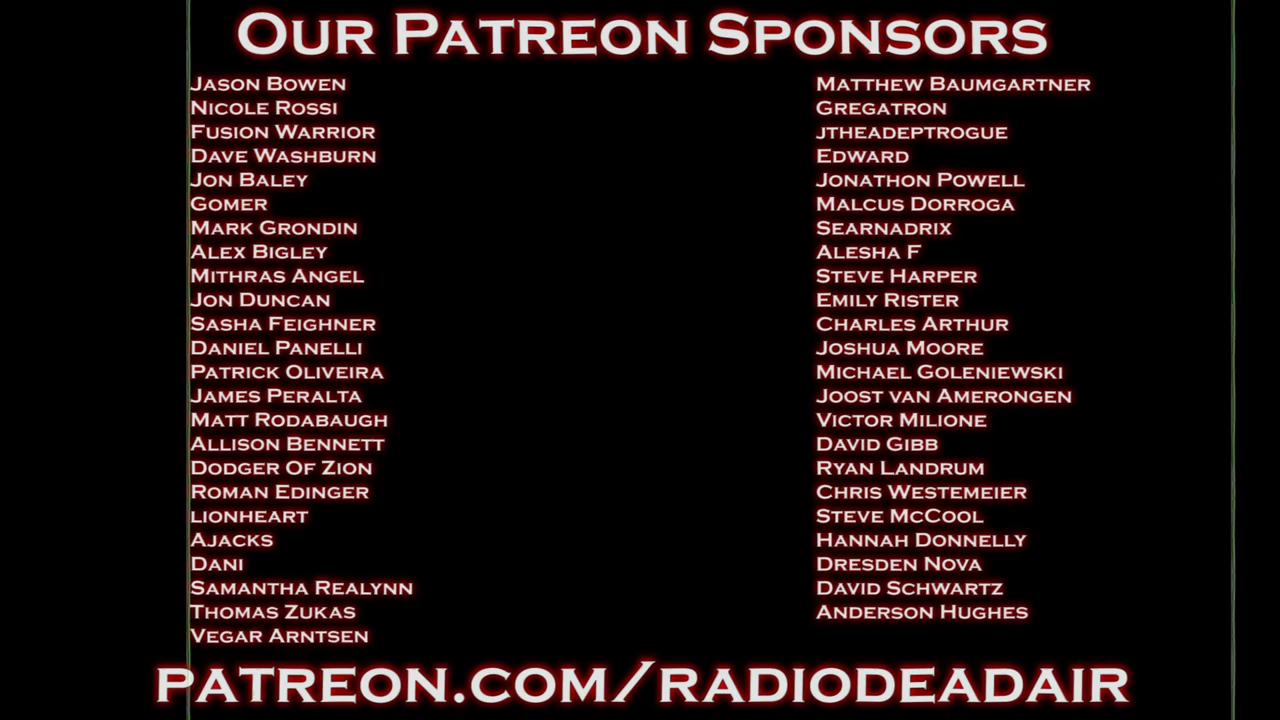 Our Patreon Sponsors
Jason Bowen
Nicole Rossi
Fusion Warrior
Dave Washburn
Jon Baley
Gomer
Mark Grondin
Alex Bigley
Mithras Angel
Jon Duncan
Sasha Feighner
Daniel Panelli
Patrick Oliveira
James Peralta
Matt Rodabaugh
Allison Bennett
Dodger Of Zion
Roman Edinger
lionheart
Ajacks
Dani
Samantha Realynn
Thomas Zukas
Vegar Arntsen
Matthew Baumgartner
Gregatron
jtheadeptrogue
Edward
Jonathon Powell
Malcus Dorroga
Searnadrix
Alesha F
Steve Harper
Emily Rister
Charles Arthur
Joshua Moore
Michael Goleniewski
Joost van Amerongen
Victor Milione
David Gibb
Ryan Landrum
Chris Westemeier
Steve McCool
Hannah Donnelly
Dresden Nova
David Schwartz
Anderson Hughes
patreon.com/radiodeadair